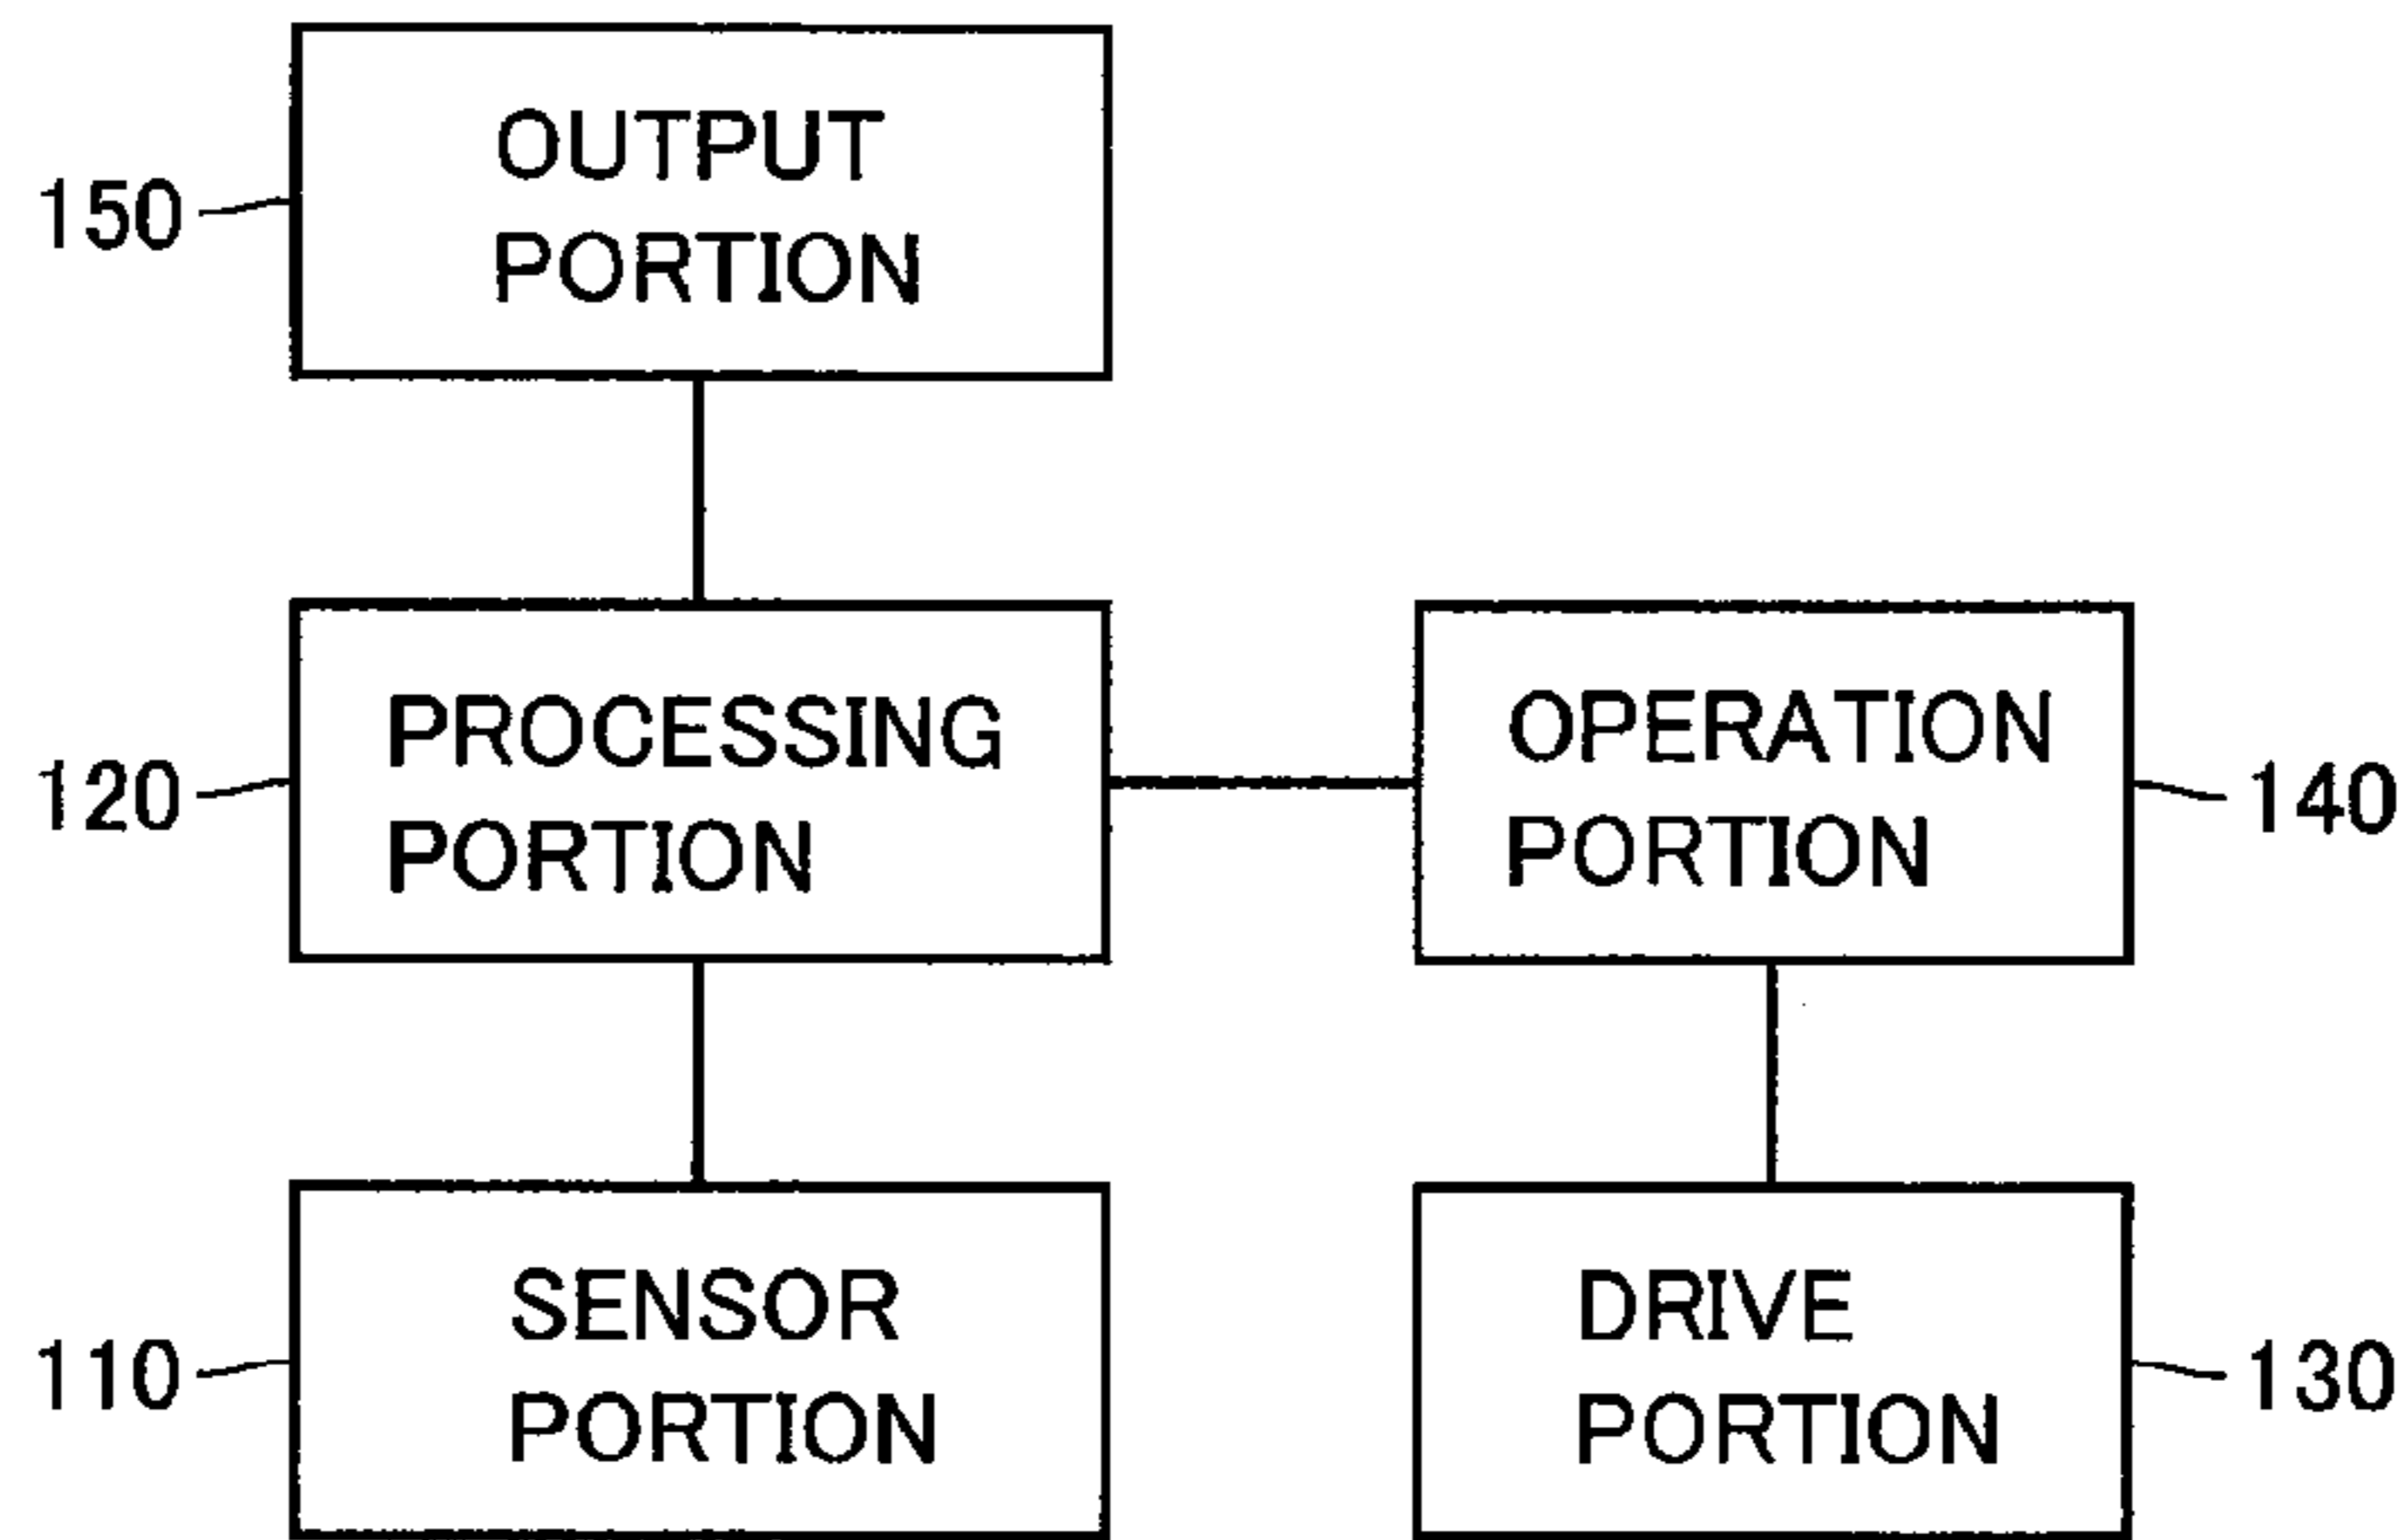 OUTPUT
PORTION
150
PROCESSING
PORTION
120
OPERATION
PORTION
140
SENSOR
PORTION
110
DRIVE
PORTION
130